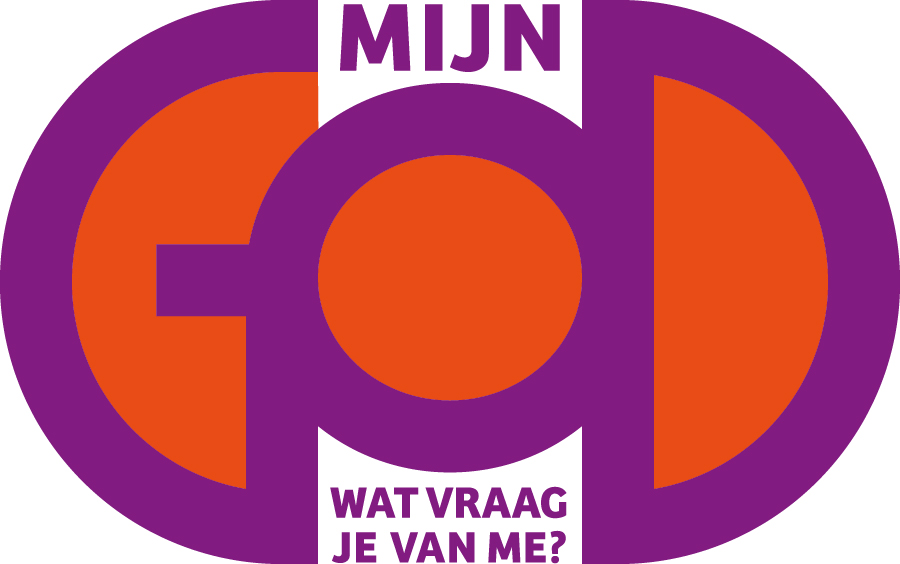 MIJN
GOD
WAT VRAAG
JE VAN ME?